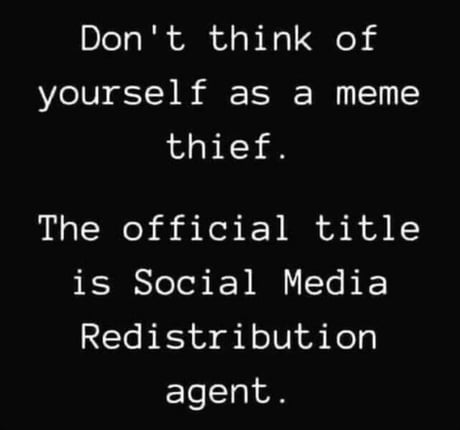 Don't think of
yourself as a meme
thief.
The official title
is Social Media
Redistribution
agent.